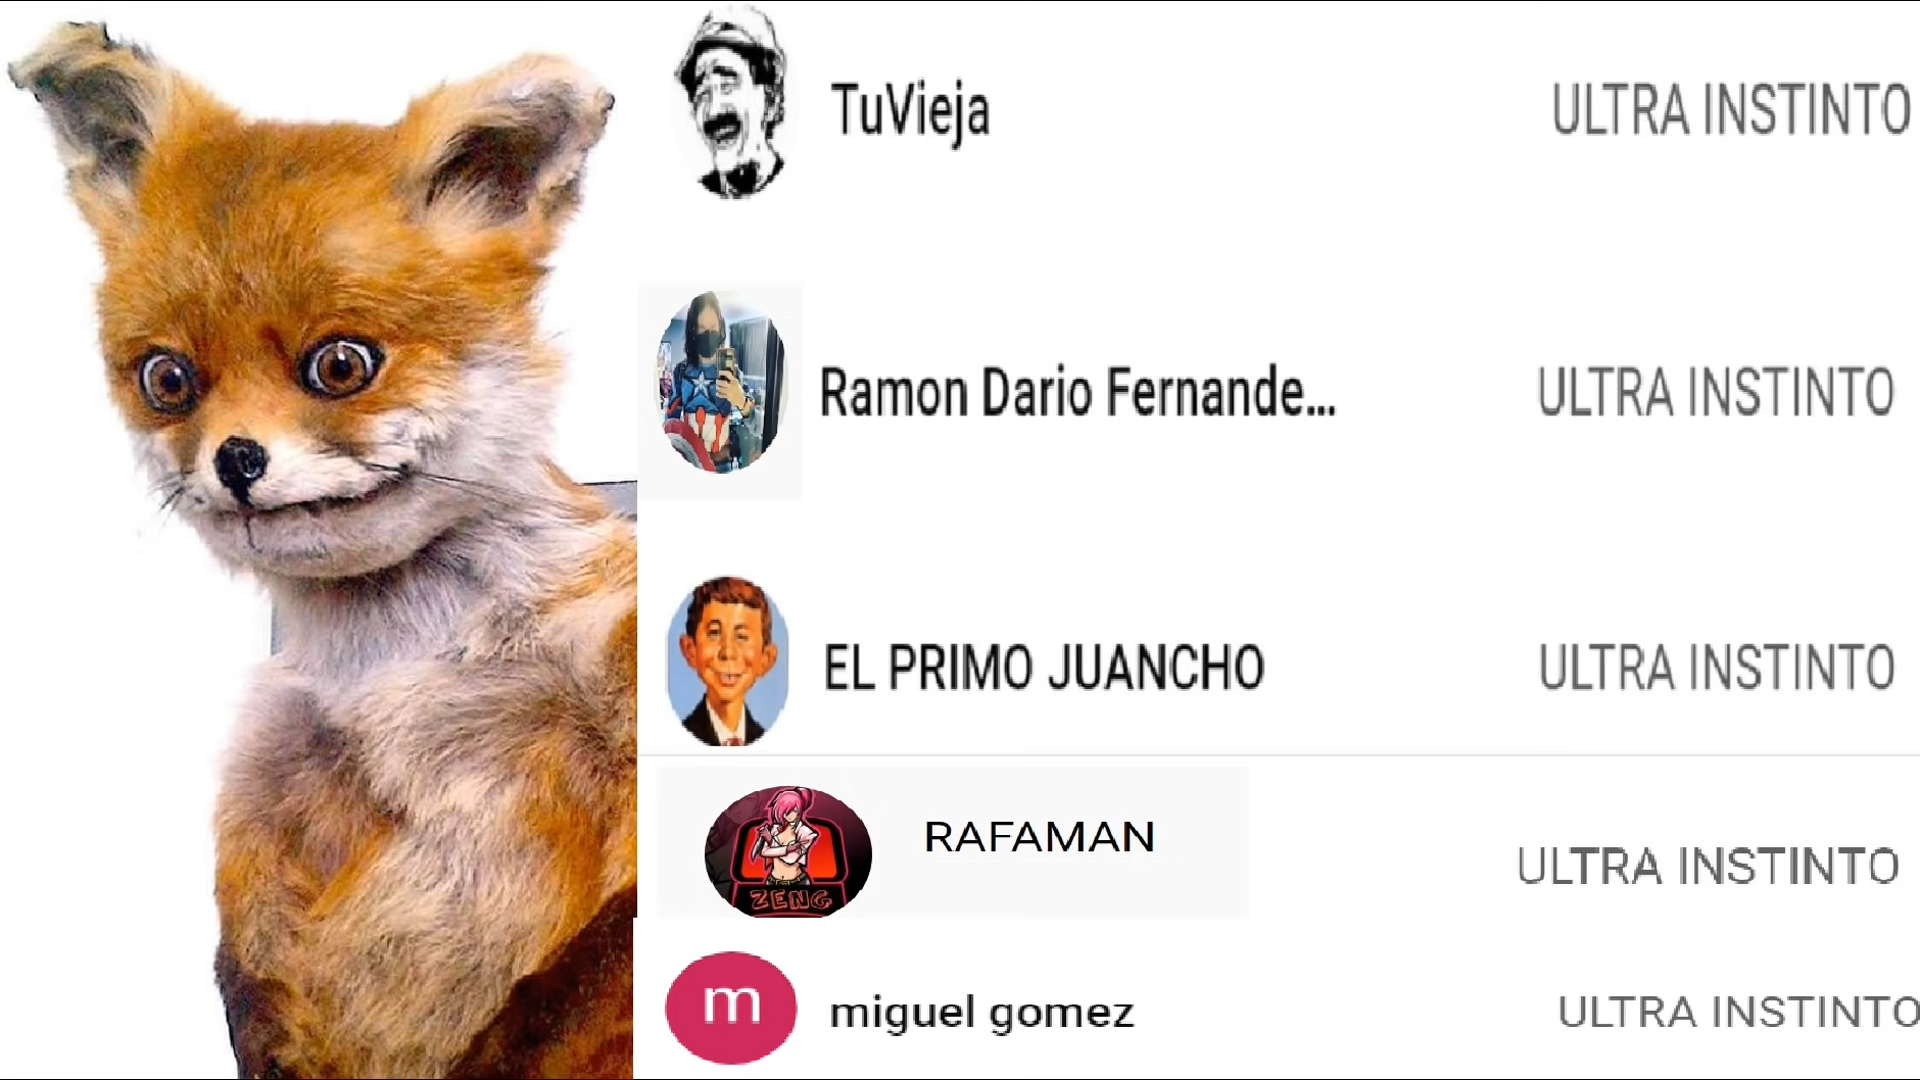 TuVieja ULTRA INSTINTO
Ramon Dario Fernande... ULTRA INSTINTO
EL PRIMO JUANCHO ULTRA INSTINTO
RAFAMAN ULTRA INSTINTO
ZENG
m miguel gomez ULTRA INSTINTO